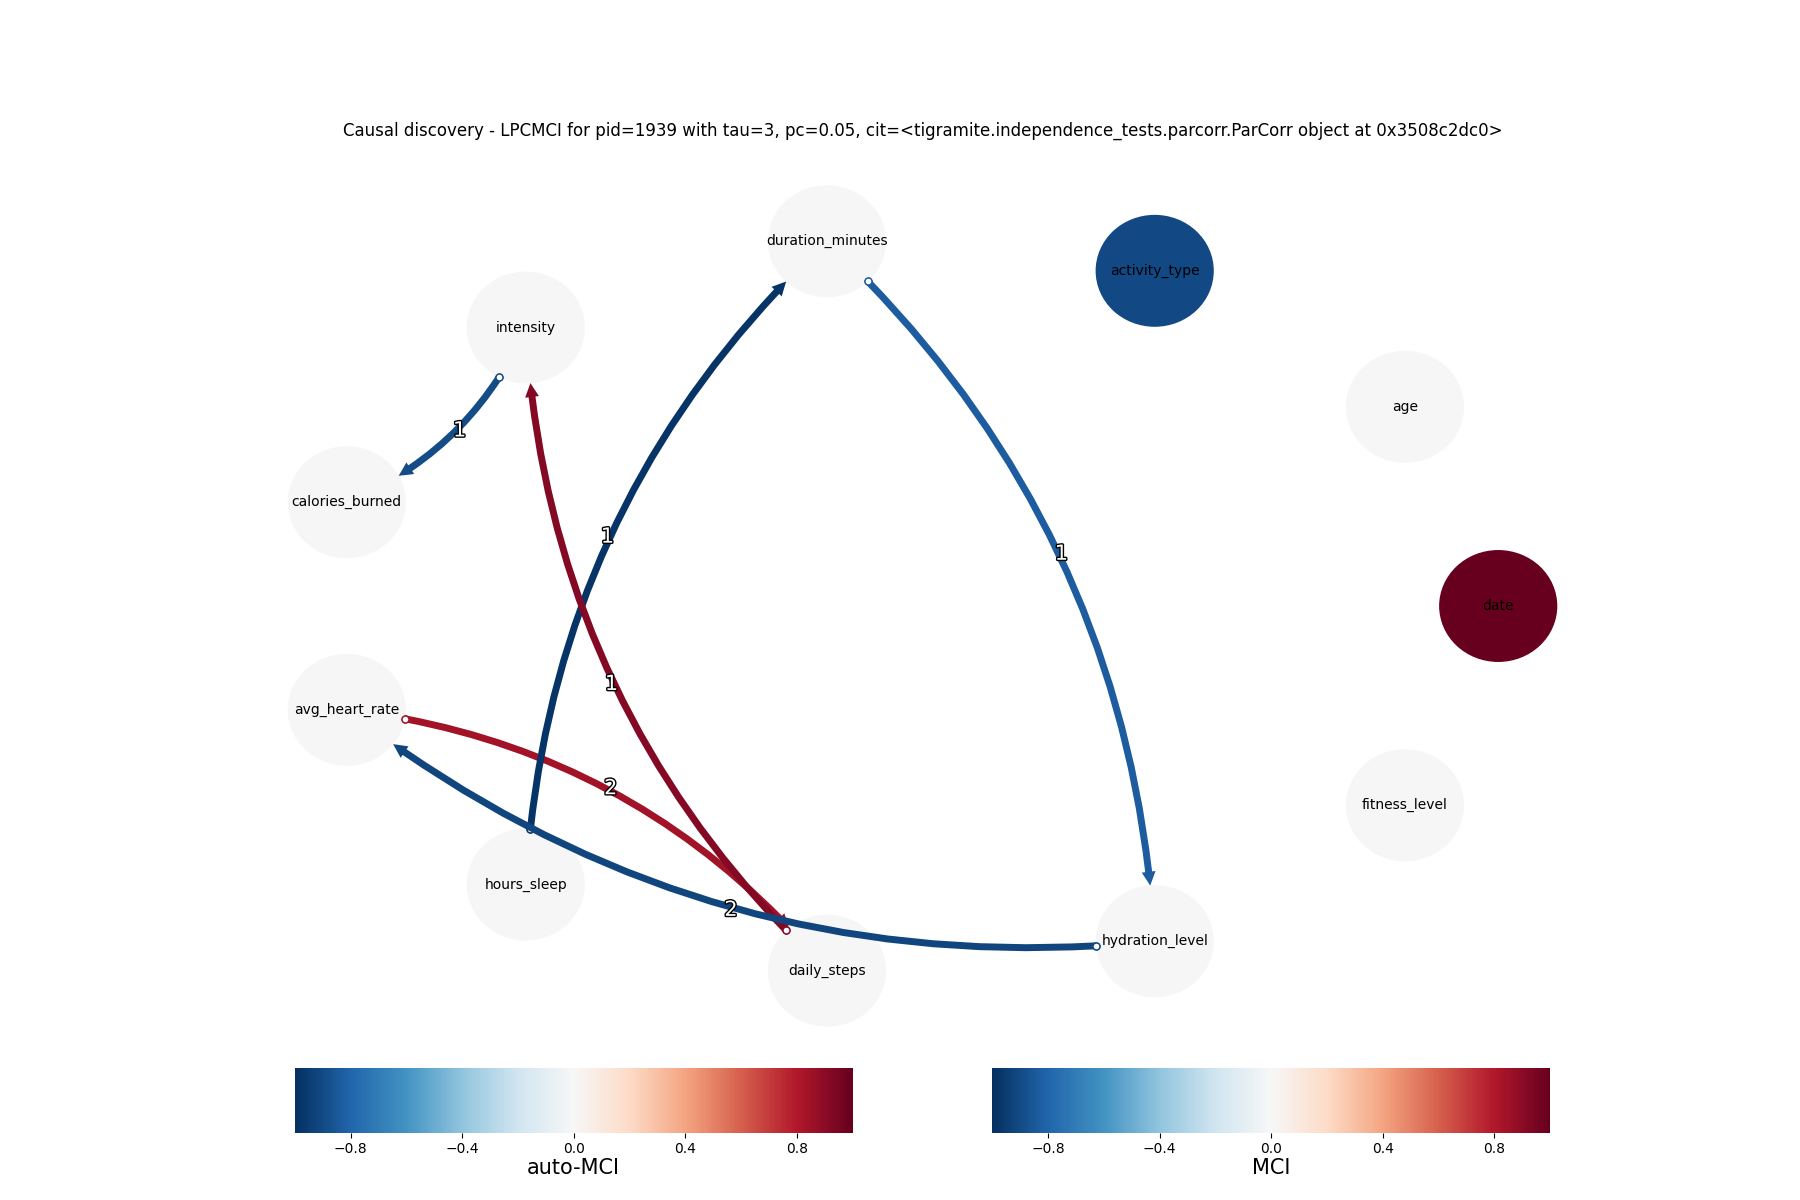 Causal discovery - LPCMCI for pid=1939 with tau=3, pc=0.05, cit=<tigramite.independence_tests.parcorr.ParCorr object at 0x3508c2dc0>
duration_minutes
activity_type
intensity
age
1
calories_burned
1
1
date
1
avg_heart_rate
2
fitness_level
hours_sleep
2
hydration_level
daily_steps
−0.8 −0.4 0.0 0.4 0.8
auto-MCI
−0.8 −0.4 0.0 0.4 0.8
MCI